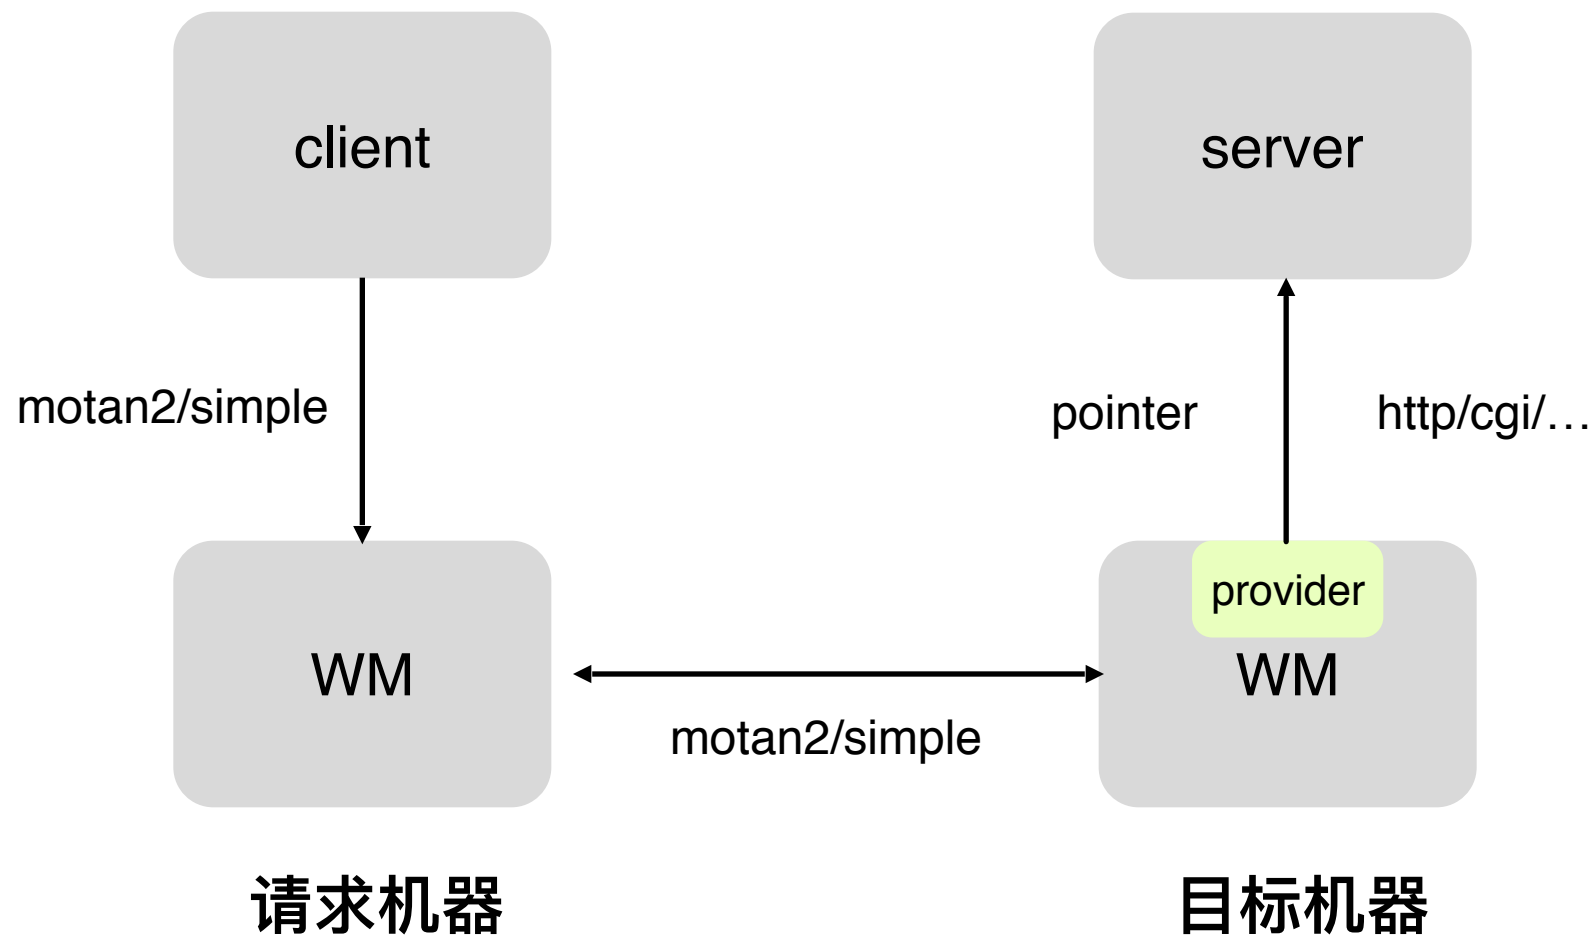 client
server
motan2/simple
pointer
http/cgi/…
provider
WM
WM
motan2/simple
请求机器
目标机器